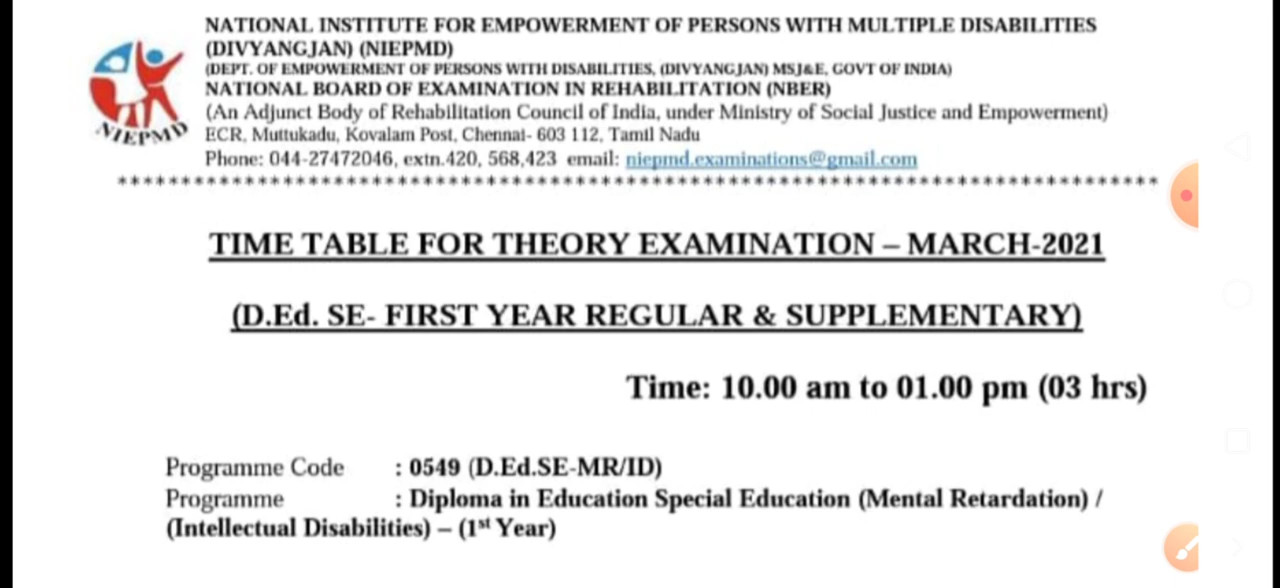 NATIONAL INSTITUTE FOR EMPOWERMENT OF PERSONS WITH MULTIPLE DISABILITIES
(DIVYANGJAN) (NIEPMD)
(DEPT. OF EMPOWERMENT OF PERSONS WITH DISABILITIES, (DIVYANGJAN) MSJ&E, GOVT OF INDIA)
NATIONAL BOARD OF EXAMINATION IN REHABILITATION (NBER)
(An Adjunct Body of Rehabilitation Council of India, under Ministry of Social Justice and Empowerment)
ECR, Muttukadu, Kovalam Post, Chennai- 603 112, Tamil Nadu
Phone: 044-27472046, extn.420, 568,423 email: niepmd.examinations@gmail.com
NIEPMD
**********************************************************************************
TIME TABLE FOR THEORY EXAMINATION – MARCH-2021
(D.Ed. SE- FIRST YEAR REGULAR & SUPPLEMENTARY)
Time: 10.00 am to 01.00 pm (03 hrs)
Programme Code : 0549 (D.Ed.SE-MR/ID)
Programme : Diploma in Education Special Education (Mental Retardation) /
(Intellectual Disabilities) – (1st Year)